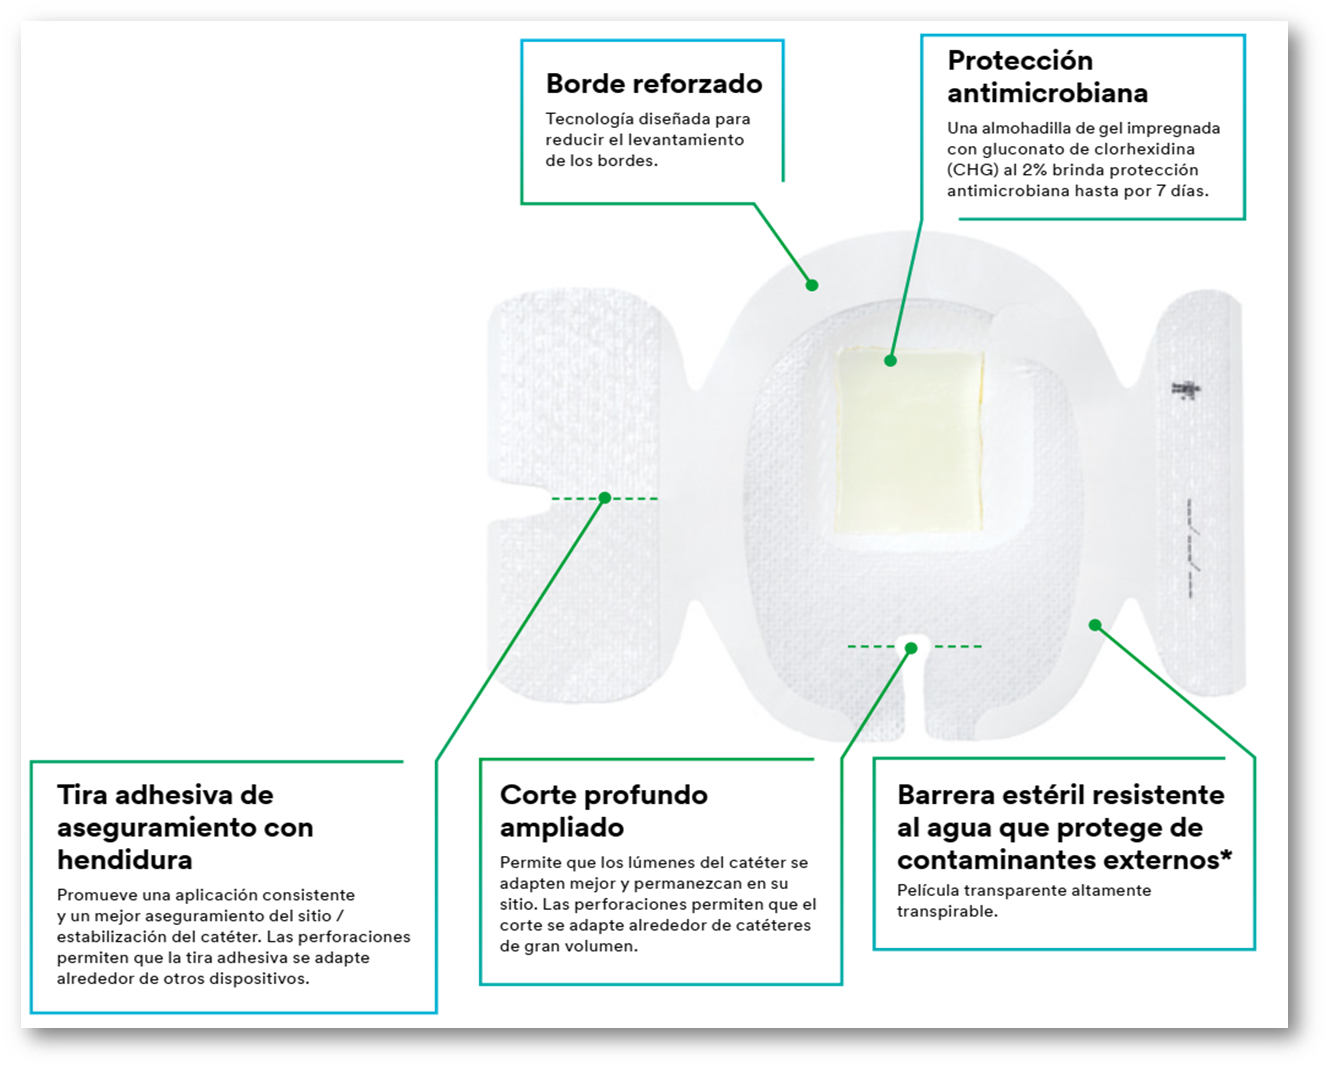 Borde reforzado
Tecnología diseñada para
reducir el levantamiento
de los bordes.
Protección
antimicrobiana
Una almohadilla de gel impregnada
con gluconato de clorhexidina
(CHG) al 2% brinda protección
antimicrobiana hasta por 7 días.
Tira adhesiva de
aseguramiento con
hendidura
Promueve una aplicación consistente
y un mejor aseguramiento del sitio /
estabilización del catéter. Las perforaciones
permiten que la tira adhesiva se adapte
alrededor de otros dispositivos.
Corte profundo
ampliado
Permite que los lúmenes del catéter se
adapten mejor y permanezcan en su
sitio. Las perforaciones permiten que el
corte se adapte alrededor de catéteres
de gran volumen.
Barrera estéril resistente
al agua que protege de
contaminantes externos*
Película transparente altamente
transpirable.